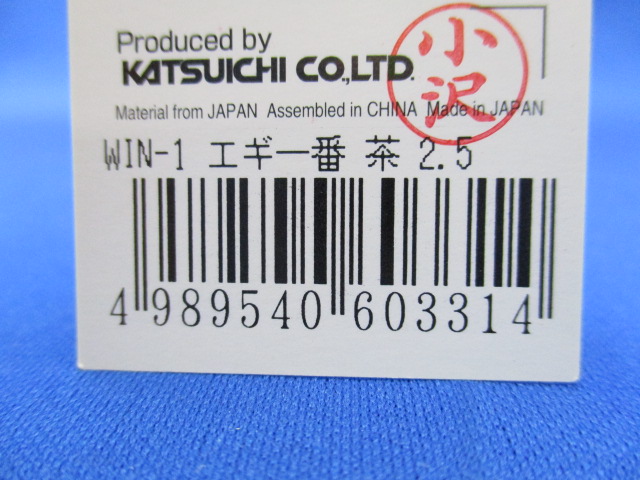 Produced by
KATSUICHI CO.,LTD.
小沢
Material from JAPAN Assembled in CHINA Made in JAPAN
WIN-1 エギ一番 茶 2.5
4 989540 603314